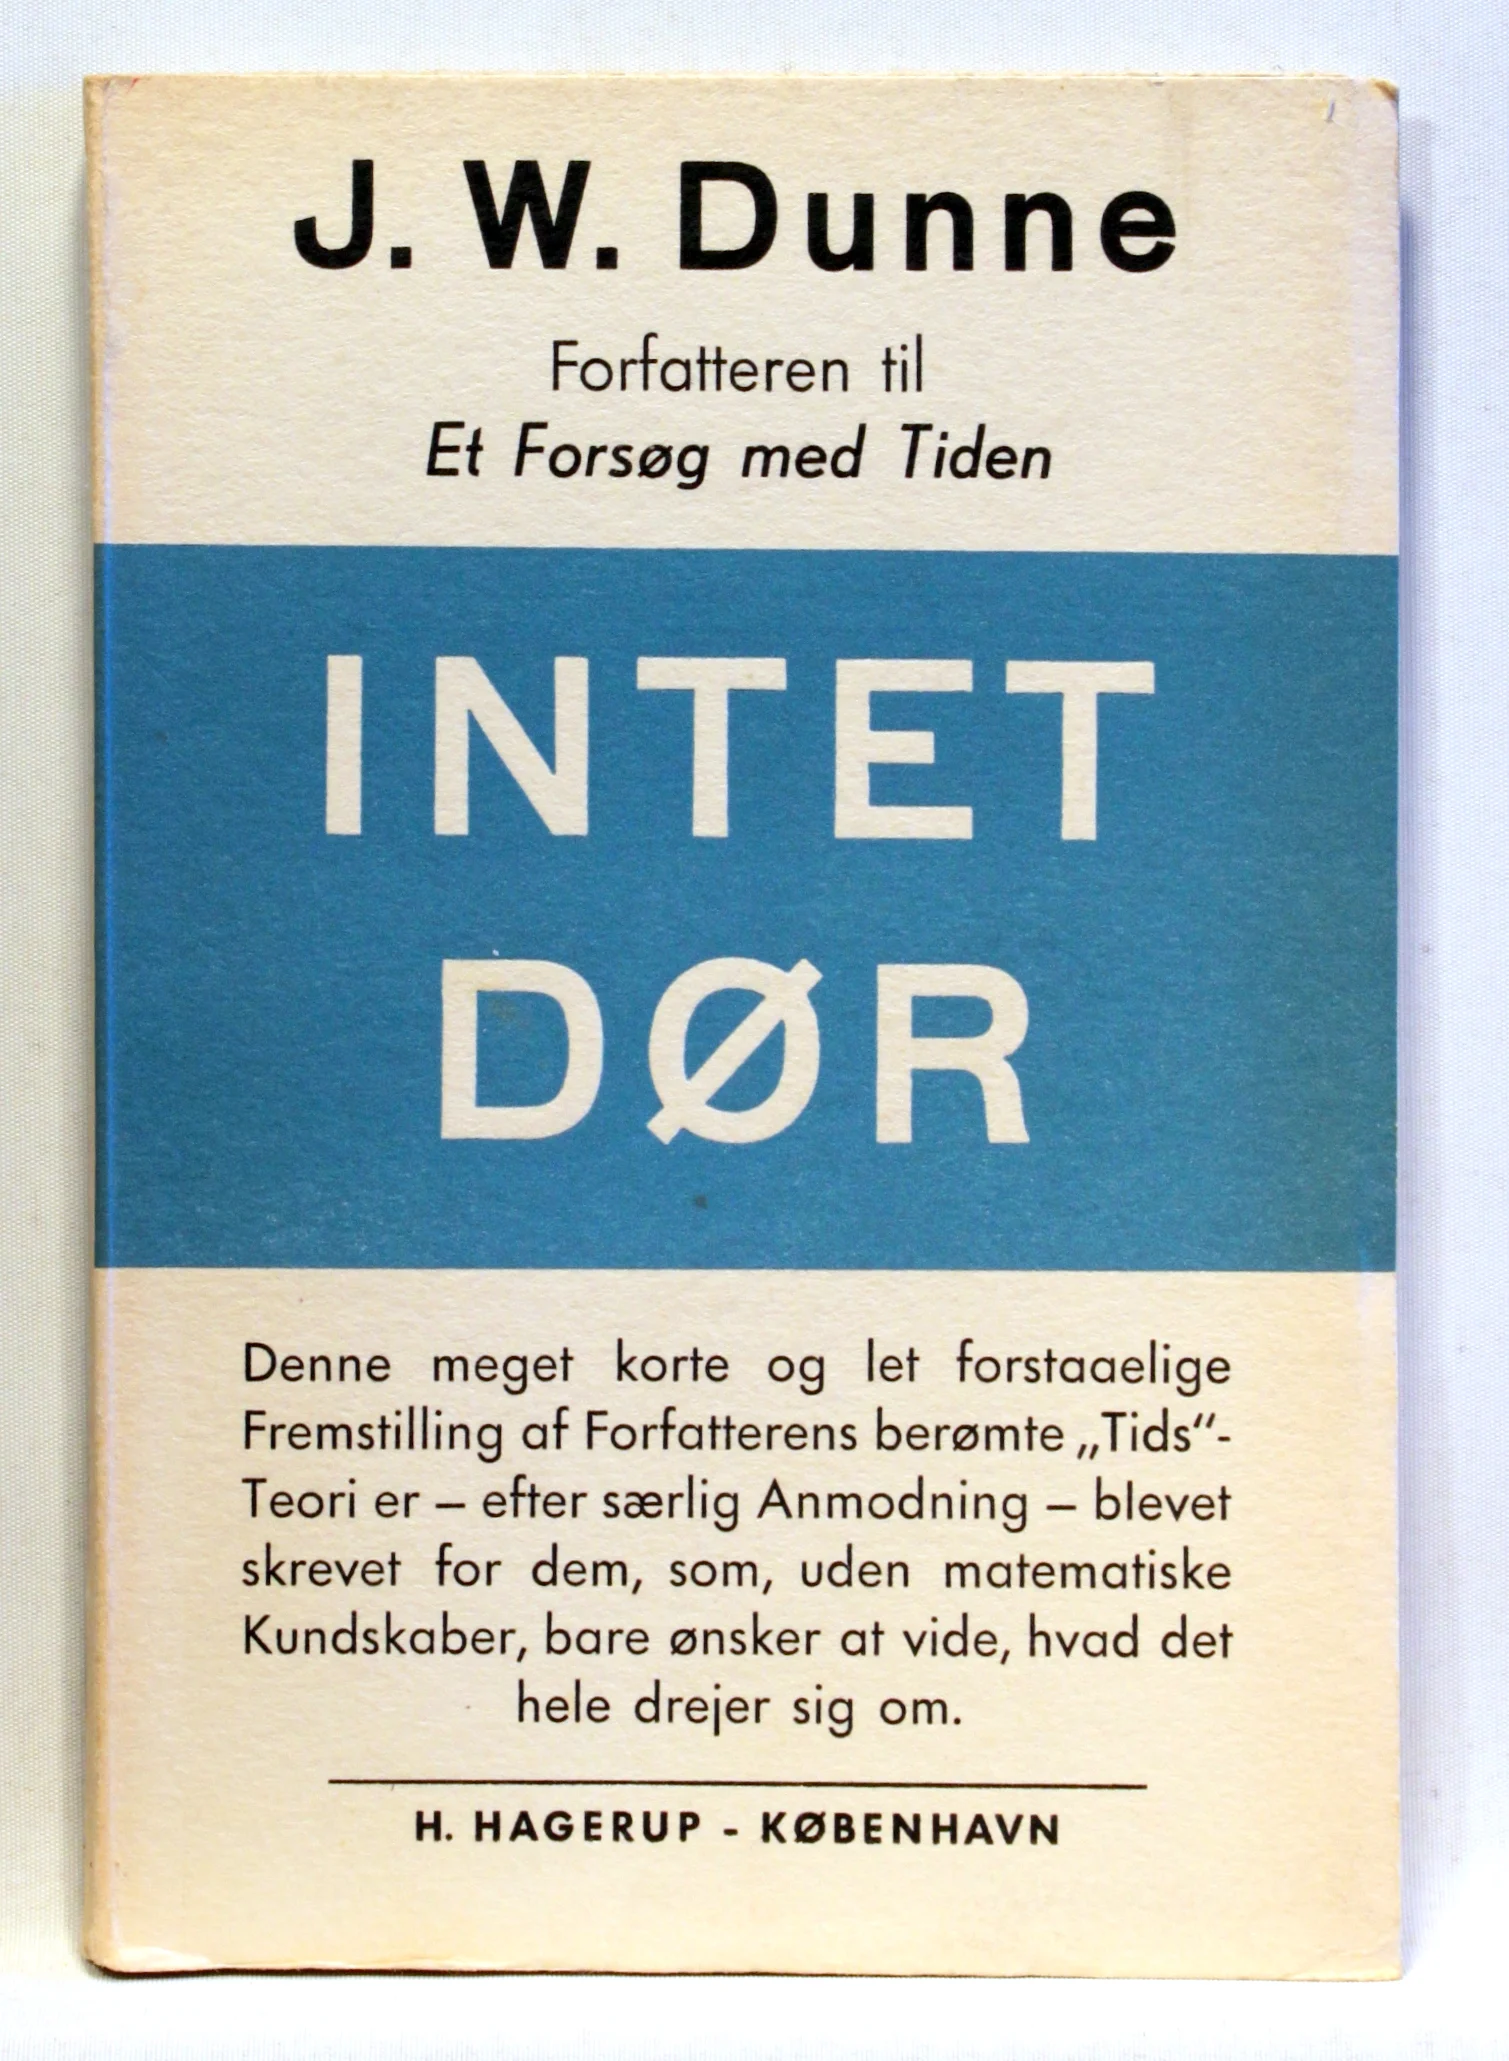 J. W. Dunne
Forfatteren til
Et Forsøg med Tiden
INTET
DØR
Denne meget korte og let forstaaelige
Fremstilling af Forfatterens berømte „Tids“-
Teori er – efter særlig Anmodning – blevet
skrevet for dem, som, uden matematiske
Kundskaber, bare ønsker at vide, hvad det
hele drejer sig om.
H. HAGERUP - KØBENHAVN